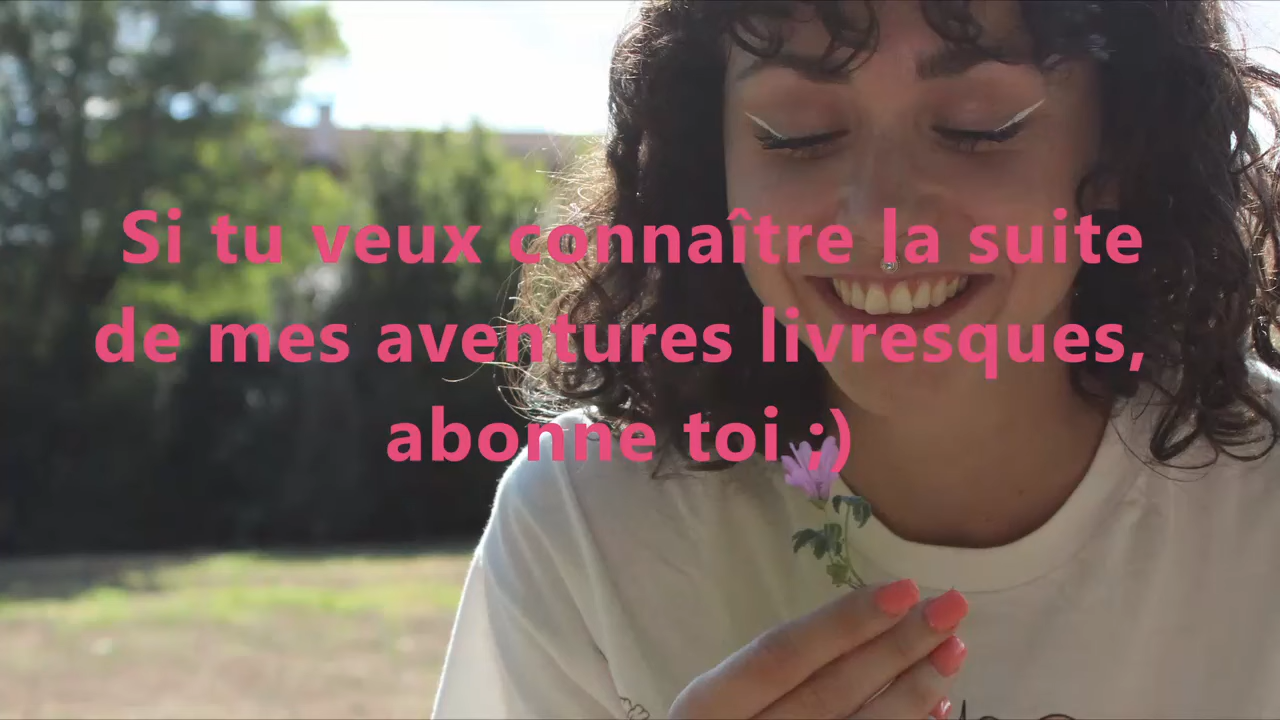 Si tu veux connaître la suite
de mes aventures livresques,
abonne toi ;)